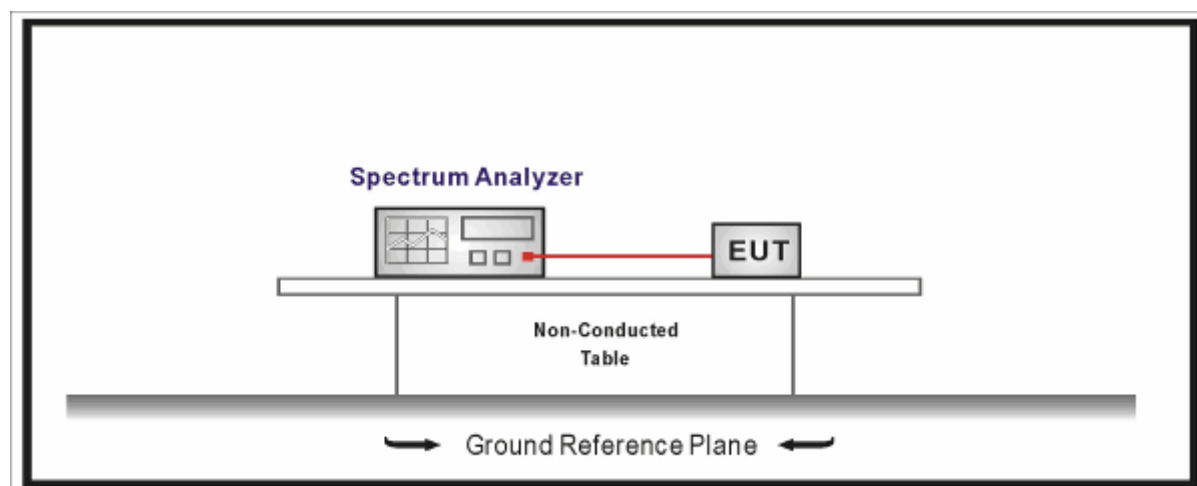 Spectrum Analyzer
EUT
Non-Conducted
Table
Ground Reference Plane